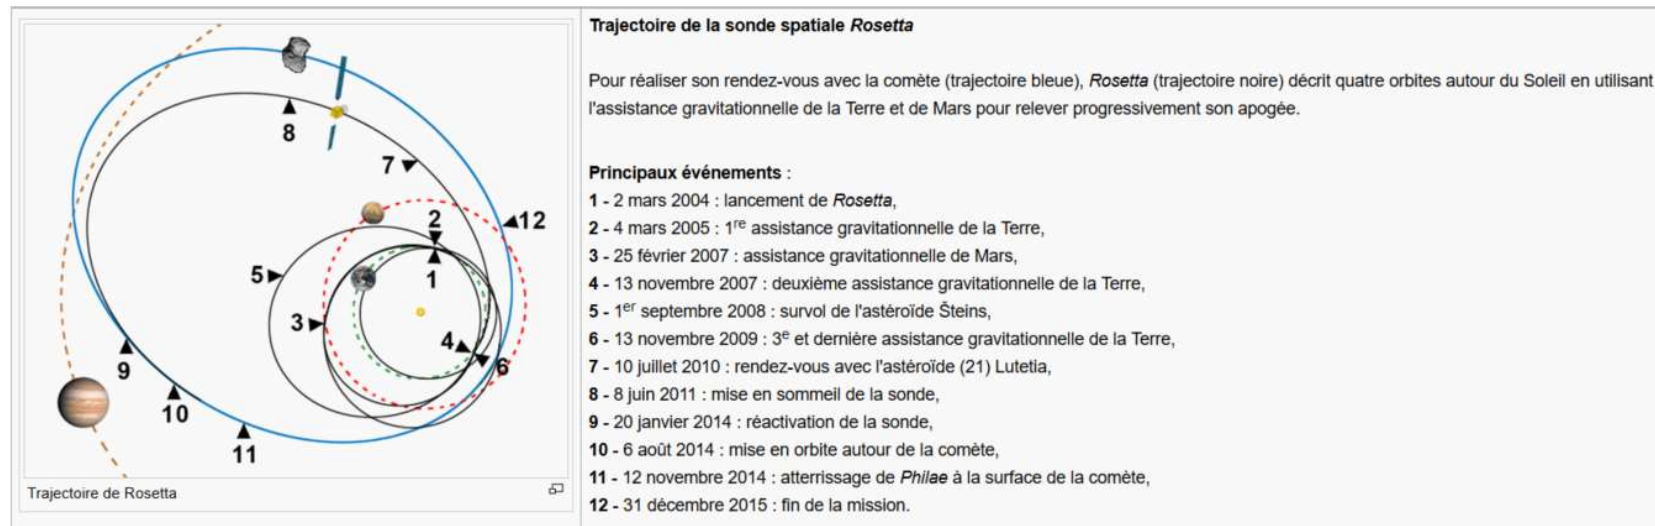 8
7
2
12
5
1
3
4
6
9
10
11
Trajectoire de Rosetta
Trajectoire de la sonde spatiale Rosetta
Pour réaliser son rendez-vous avec la comète (trajectoire bleue), Rosetta (trajectoire noire) décrit quatre orbites autour du Soleil en utilisant
l'assistance gravitationnelle de la Terre et de Mars pour relever progressivement son apogée.
Principaux événements :
1 - 2 mars 2004 : lancement de Rosetta,
2 - 4 mars 2005 : 1re assistance gravitationnelle de la Terre,
3 - 25 février 2007 : assistance gravitationnelle de Mars,
4 - 13 novembre 2007 : deuxième assistance gravitationnelle de la Terre,
5 - 1er septembre 2008 : survol de l'astéroïde Šteins,
6 - 13 novembre 2009 : 3e et dernière assistance gravitationnelle de la Terre,
7 - 10 juillet 2010 : rendez-vous avec l'astéroïde (21) Lutetia,
8 - 8 juin 2011 : mise en sommeil de la sonde,
9 - 20 janvier 2014 : réactivation de la sonde,
10 - 6 août 2014 : mise en orbite autour de la comète,
11 - 12 novembre 2014 : atterrissage de Philae à la surface de la comète,
12 - 31 décembre 2015 : fin de la mission.